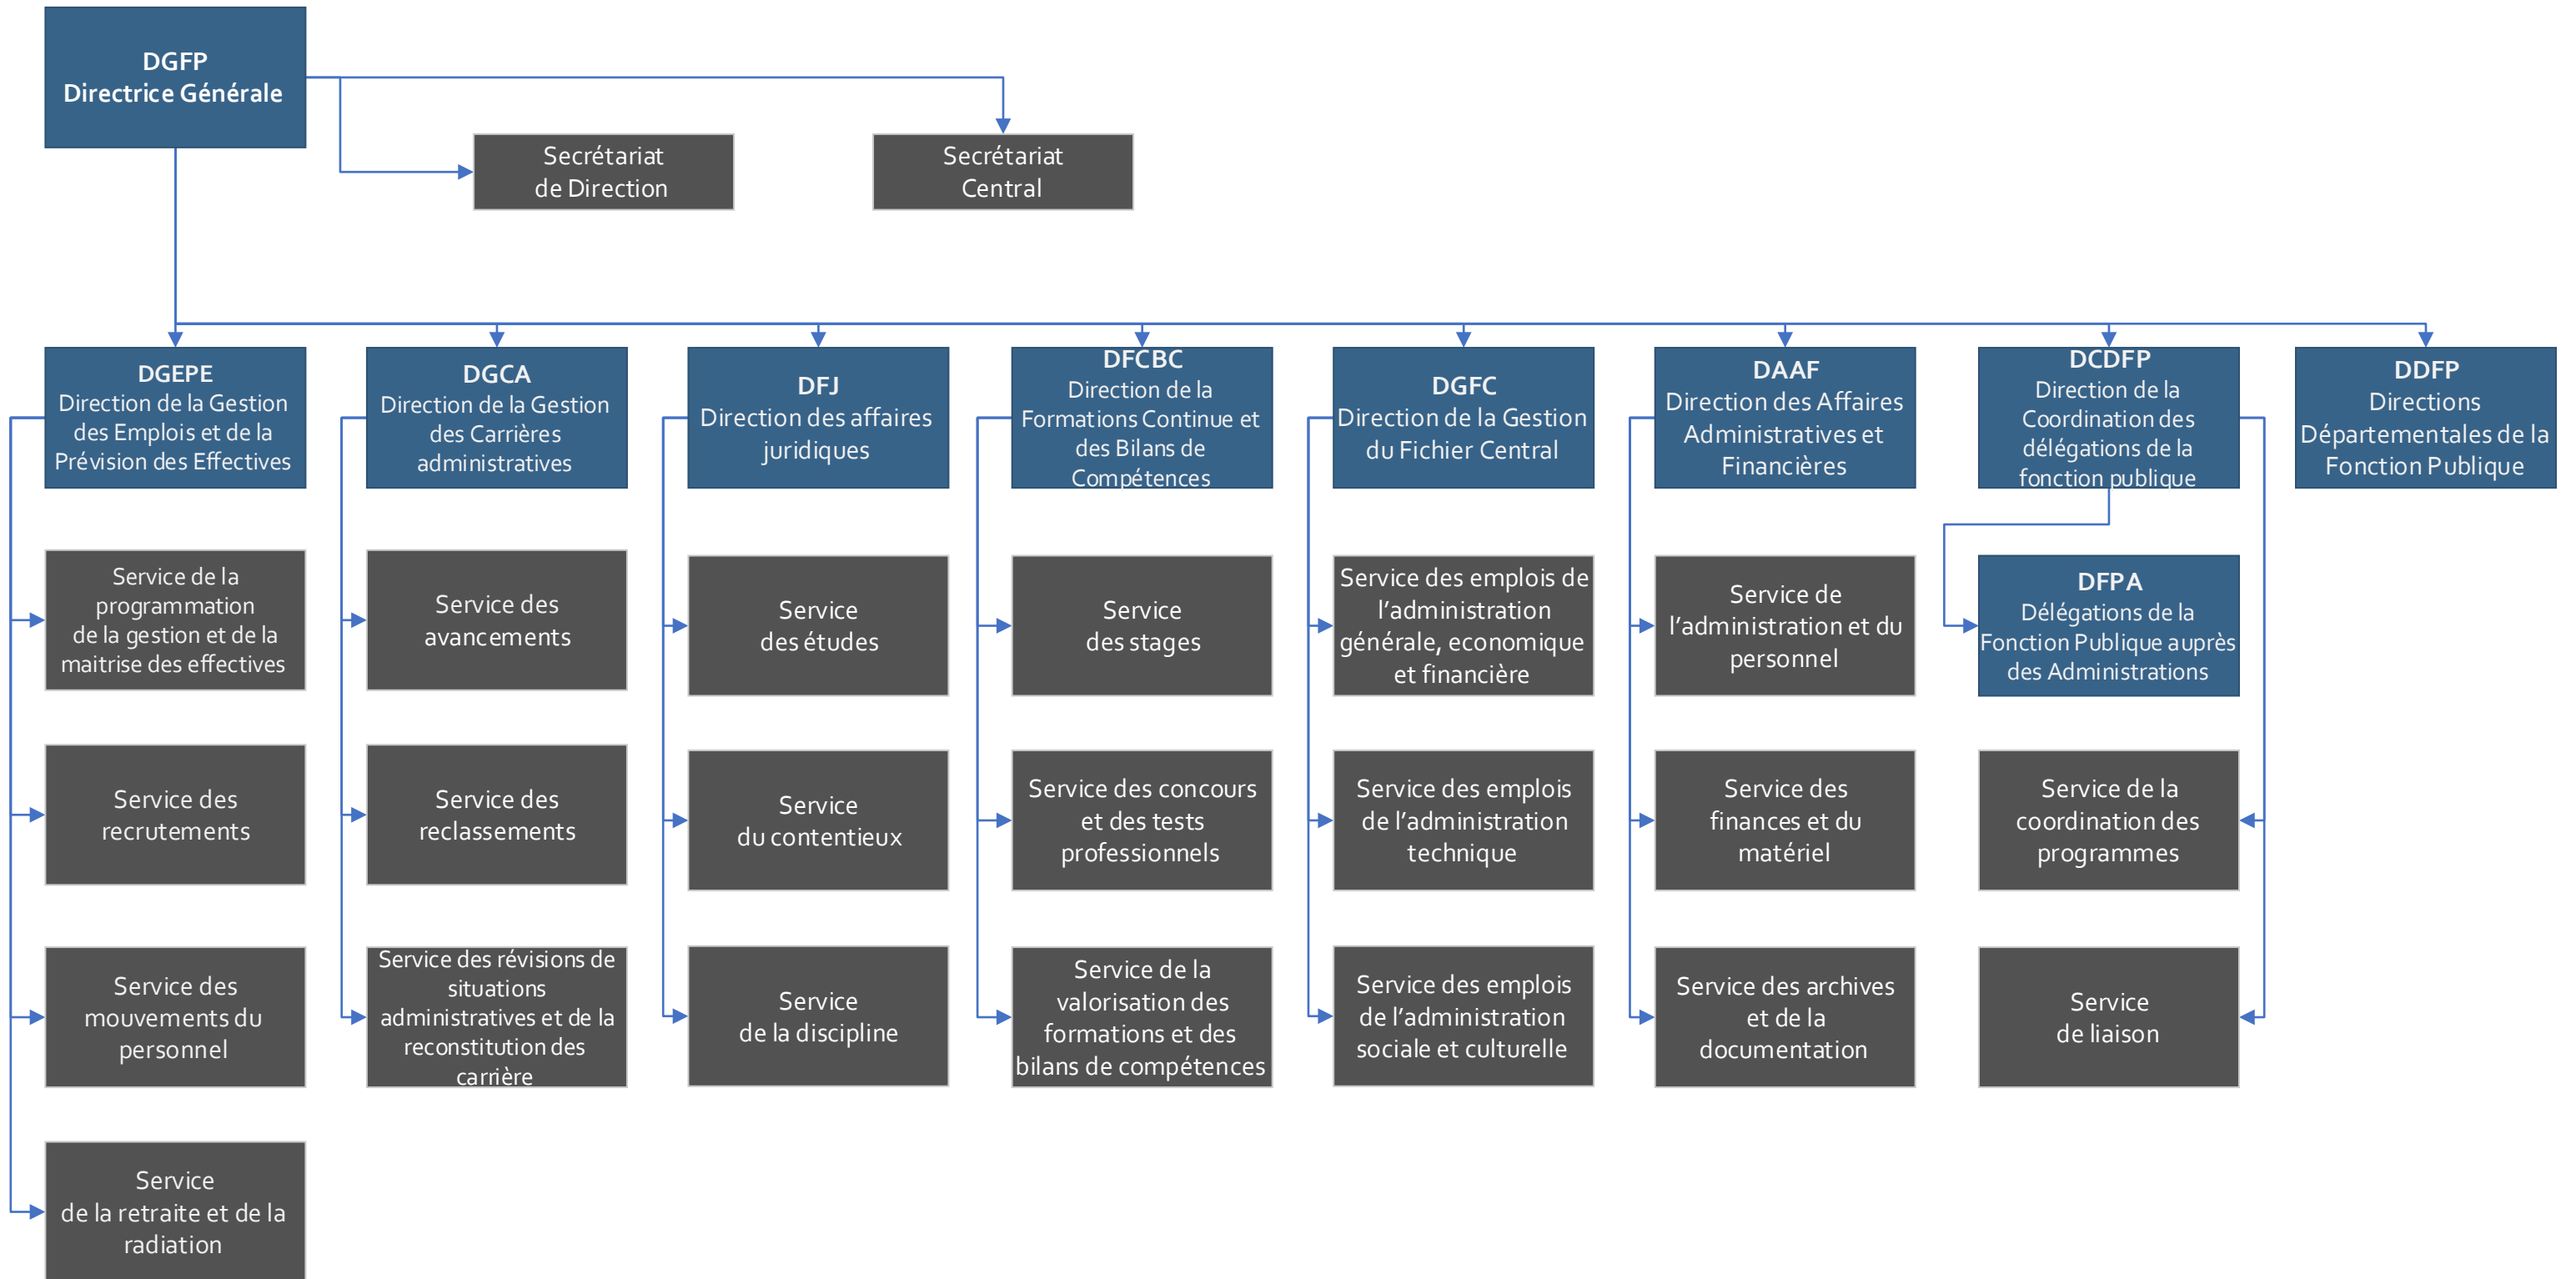 DGFP
Directrice Générale
Secrétariat
de Direction
Secrétariat
Central
DGEPE
Direction de la Gestion
des Emplois et de la
Prévision des Effectives
DGCA
Direction de la Gestion
des Carrières
administratives
DFJ
Direction des affaires
juridiques
DFCBC
Direction de la
Formations Continue et
des Bilans de
Compétences
DGFC
Direction de la Gestion
du Fichier Central
DAAF
Direction des Affaires
Administratives et
Financières
DCDFP
Direction de la
Coordination des
délégations de la
fonction publique
DDFP
Directions
Départementales de la
Fonction Publique
Service de la
programmation
de la gestion et de la
maitrise des effectives
Service des
avancements
Service
des études
Service
des stages
Service des emplois de
l’administration
générale, economique
et financière
Service de
l’administration et du
personnel
DFPA
Délégations de la
Fonction Publique auprès
des Administrations
Service des
recrutements
Service des
reclassements
Service
du contentieux
Service des concours
et des tests
professionnels
Service des emplois
de l’administration
technique
Service des
finances et du
matériel
Service de la
coordination des
programmes
Service des
mouvements du
personnel
Service des révisions de
situations
administratives et de la
reconstitution des
carrière
Service
de la discipline
Service de la
valorisation des
formations et des
bilans de compétences
Service des emplois
de l’administration
sociale et culturelle
Service des archives
et de la
documentation
Service
de liaison
Service
de la retraite et de la
radiation